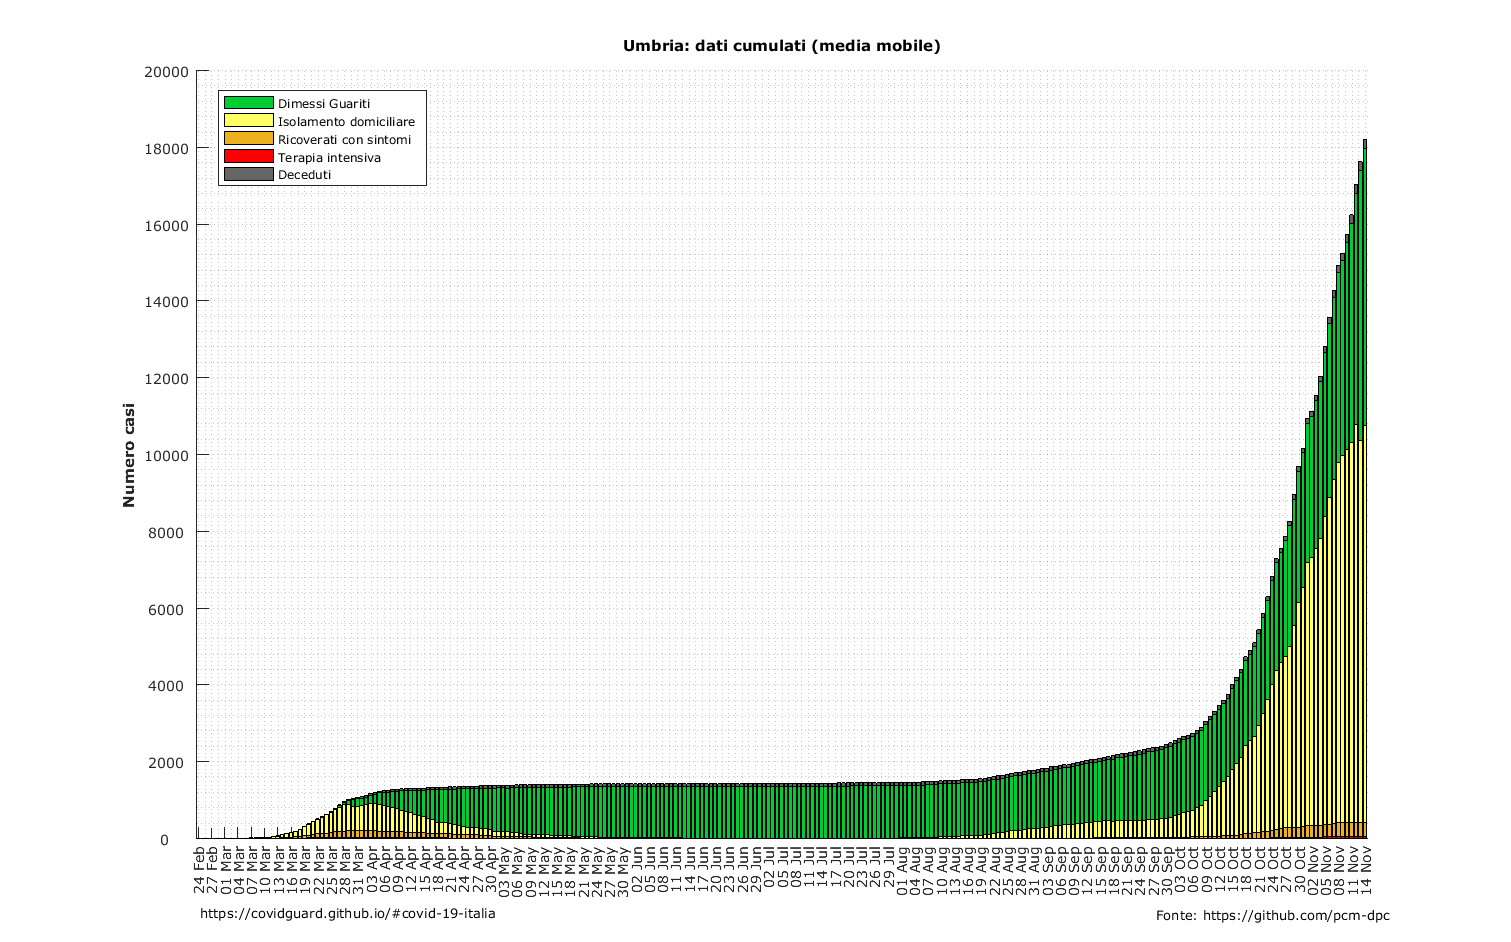 Umbria: dati cumulati (media mobile)
20000
18000
16000
14000
12000
10000
8000
6000
4000
2000
0
Numero casi
Dimessi Guariti
Isolamento domiciliare
Ricoverati con sintomi
Terapia intensiva
Deceduti
24 Feb
27 Feb
01 Mar
04 Mar
07 Mar
10 Mar
13 Mar
16 Mar
19 Mar
22 Mar
25 Mar
28 Mar
31 Mar
03 Apr
06 Apr
09 Apr
12 Apr
15 Apr
18 Apr
21 Apr
24 Apr
27 Apr
30 Apr
03 May
06 May
09 May
12 May
15 May
18 May
21 May
24 May
27 May
30 May
02 Jun
05 Jun
08 Jun
11 Jun
14 Jun
17 Jun
20 Jun
23 Jun
26 Jun
29 Jun
02 Jul
05 Jul
08 Jul
11 Jul
14 Jul
17 Jul
20 Jul
23 Jul
26 Jul
29 Jul
01 Aug
04 Aug
07 Aug
10 Aug
13 Aug
16 Aug
19 Aug
22 Aug
25 Aug
28 Aug
31 Aug
03 Sep
06 Sep
09 Sep
12 Sep
15 Sep
18 Sep
21 Sep
24 Sep
27 Sep
30 Sep
03 Oct
06 Oct
09 Oct
12 Oct
15 Oct
18 Oct
21 Oct
24 Oct
27 Oct
30 Oct
02 Nov
05 Nov
08 Nov
11 Nov
14 Nov
https://covidguard.github.io/#covid-19-italia
Fonte: https://github.com/pcm-dpc